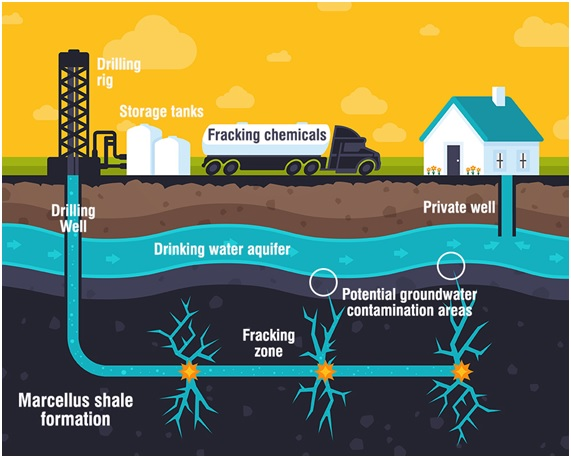 Drilling
rig
Storage tanks
Fracking chemicals
Drilling
Well
Private well
Drinking water aquifer
Potential groundwater
contamination areas
Fracking
zone
Marcellus shale
formation